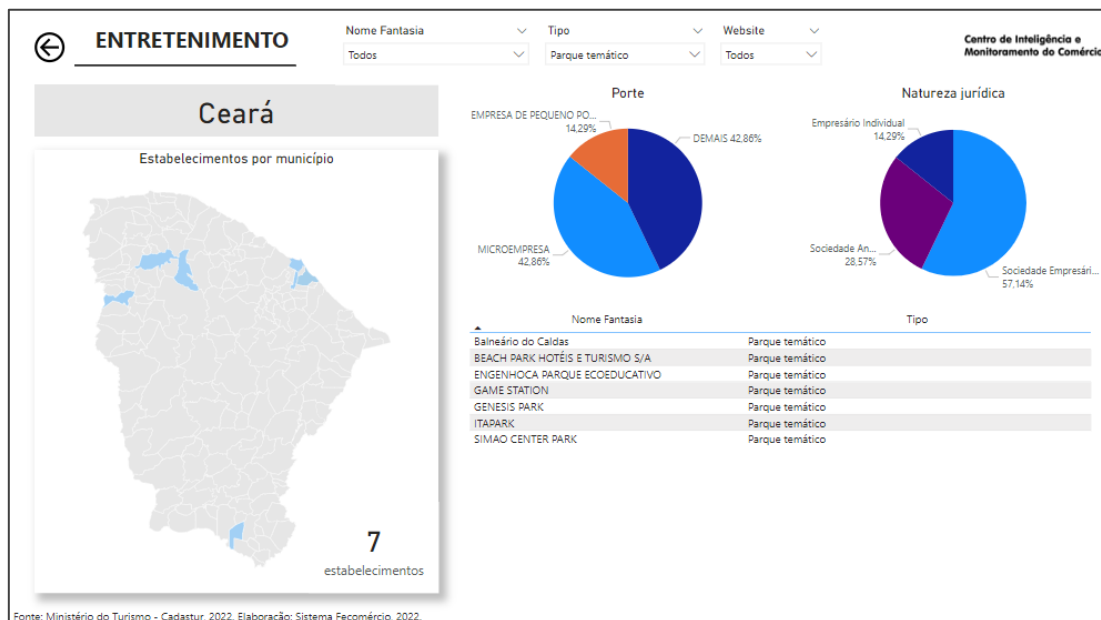 ENTRETENIMENTO
Nome Fantasia
Todos
Tipo
Parque temático
Website
Todos
Centro de Inteligência e
Monitoramento do Comércio
Ceará
Estabelecimentos por município
7
estabelecimentos
Porte
EMPRESA DE PEQUENO PO...
14,29%
DEMAIS 42,86%
MICROEMPRESA
42,86%
Natureza jurídica
Empresário Individual
14,29%
Sociedade An...
28,57%
Sociedade Empresári...
57,14%
Nome Fantasia Tipo
Balneário do Caldas Parque temático
BEACH PARK HOTÉIS E TURISMO S/A Parque temático
ENGENHOCA PARQUE ECOEDUCATIVO Parque temático
GAME STATION Parque temático
GENESIS PARK Parque temático
ITAPARK Parque temático
SIMAO CENTER PARK Parque temático
Fonte: Ministério do Turismo - Cadastur, 2022. Elaboração: Sistema Fecomércio, 2022.